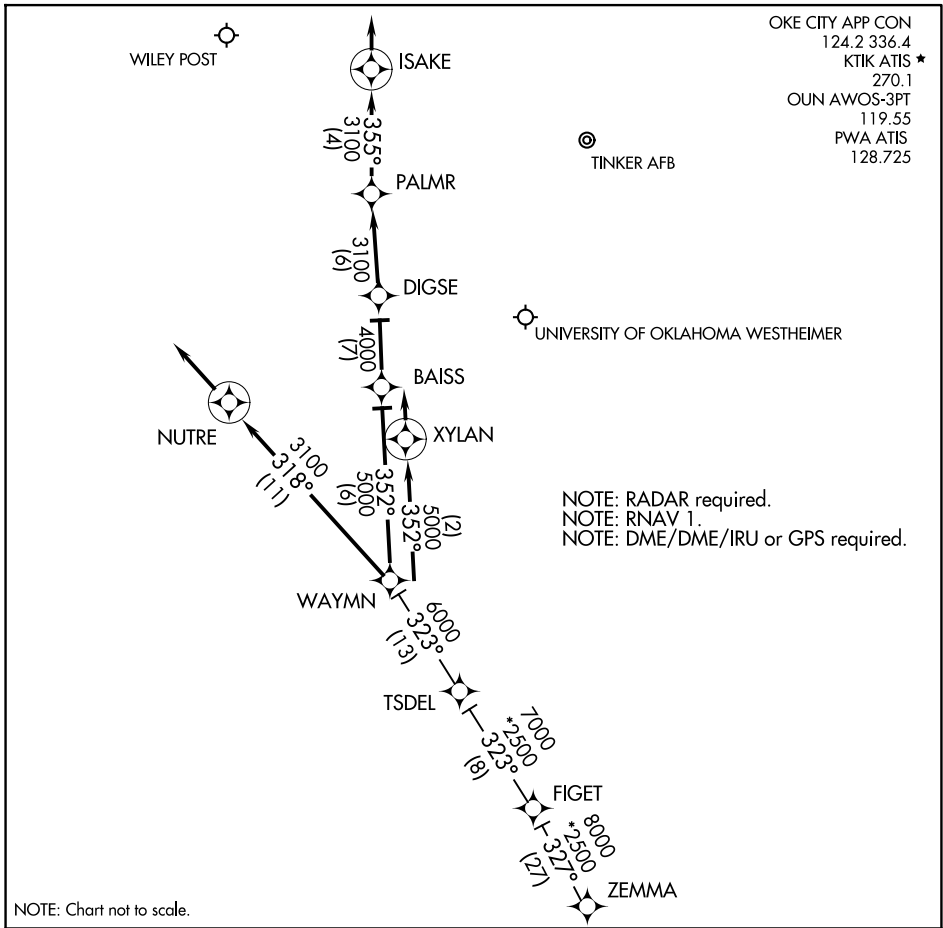 OKE CITY APP CON
124.2 336.4
KTIK ATIS ★
270.1
OUN AWOS-3PT
119.55
PWA ATIS
128.725
WILEY POST
ISAKE
355°
3100
(4)
TINKER AFB
PALMR
3100
(6)
DIGSE
UNIVERSITY OF OKLAHOMA WESTHEIMER
4000
(7)
BAISS
NUTRE
XYLAN
3100
318°
(11)
352°
5000
(6)
(2)
5000
352°
NOTE: RADAR required.
NOTE: RNAV 1.
NOTE: DME/DME/IRU or GPS required.
WAYMN
6000
323°
(13)
TSDEL
7000
*2500
323°
(8)
FIGET
8000
*2500
327°
(27)
ZEMMA
NOTE: Chart not to scale.